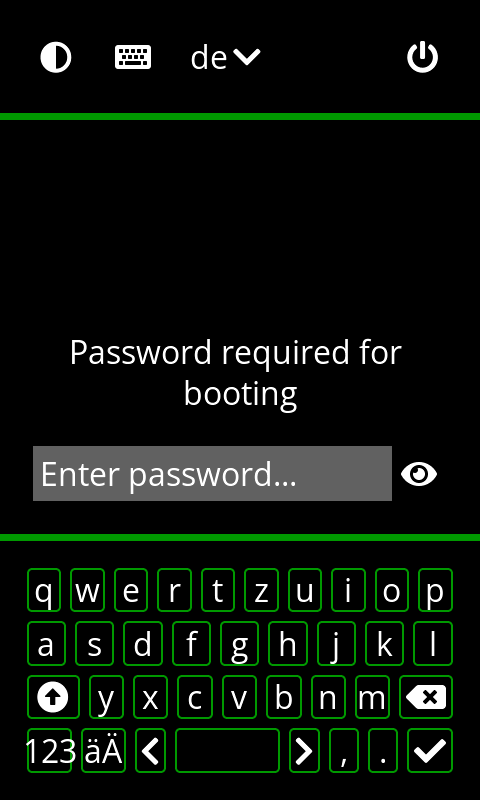 de
Password required for
booting
Enter password...
q w e r t z u i o p
a s d f g h j k l
y x c v b n m
123 äÄ , .